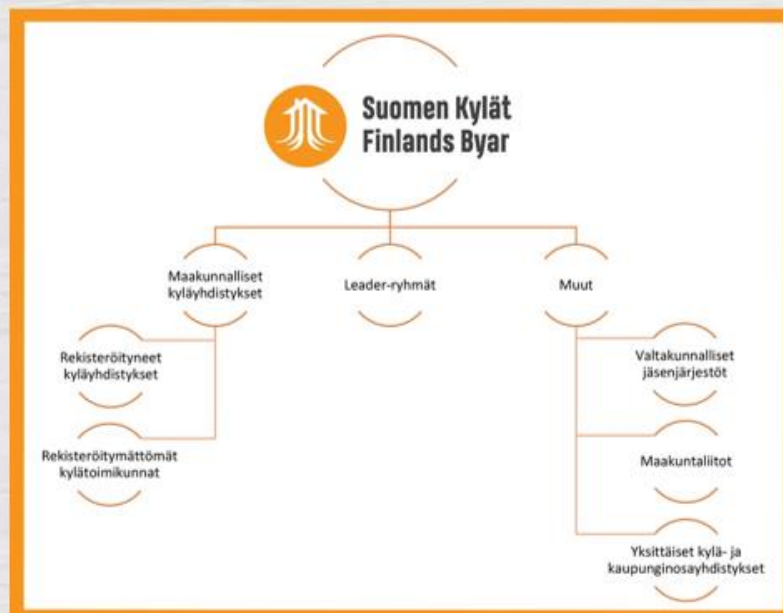 Suomen Kylät
Finlands Byar
Maakunnalliset
kyläyhdistykset
Leader-ryhmät
Muut
Rekisteröityneet
kyläyhdistykset
Rekisteröitymättömät
kylätoimikunnat
Valtakunnalliset
jäsenjärjestöt
Maakuntaliitot
Yksittäiset kylä- ja
kaupunginosayhdistykset